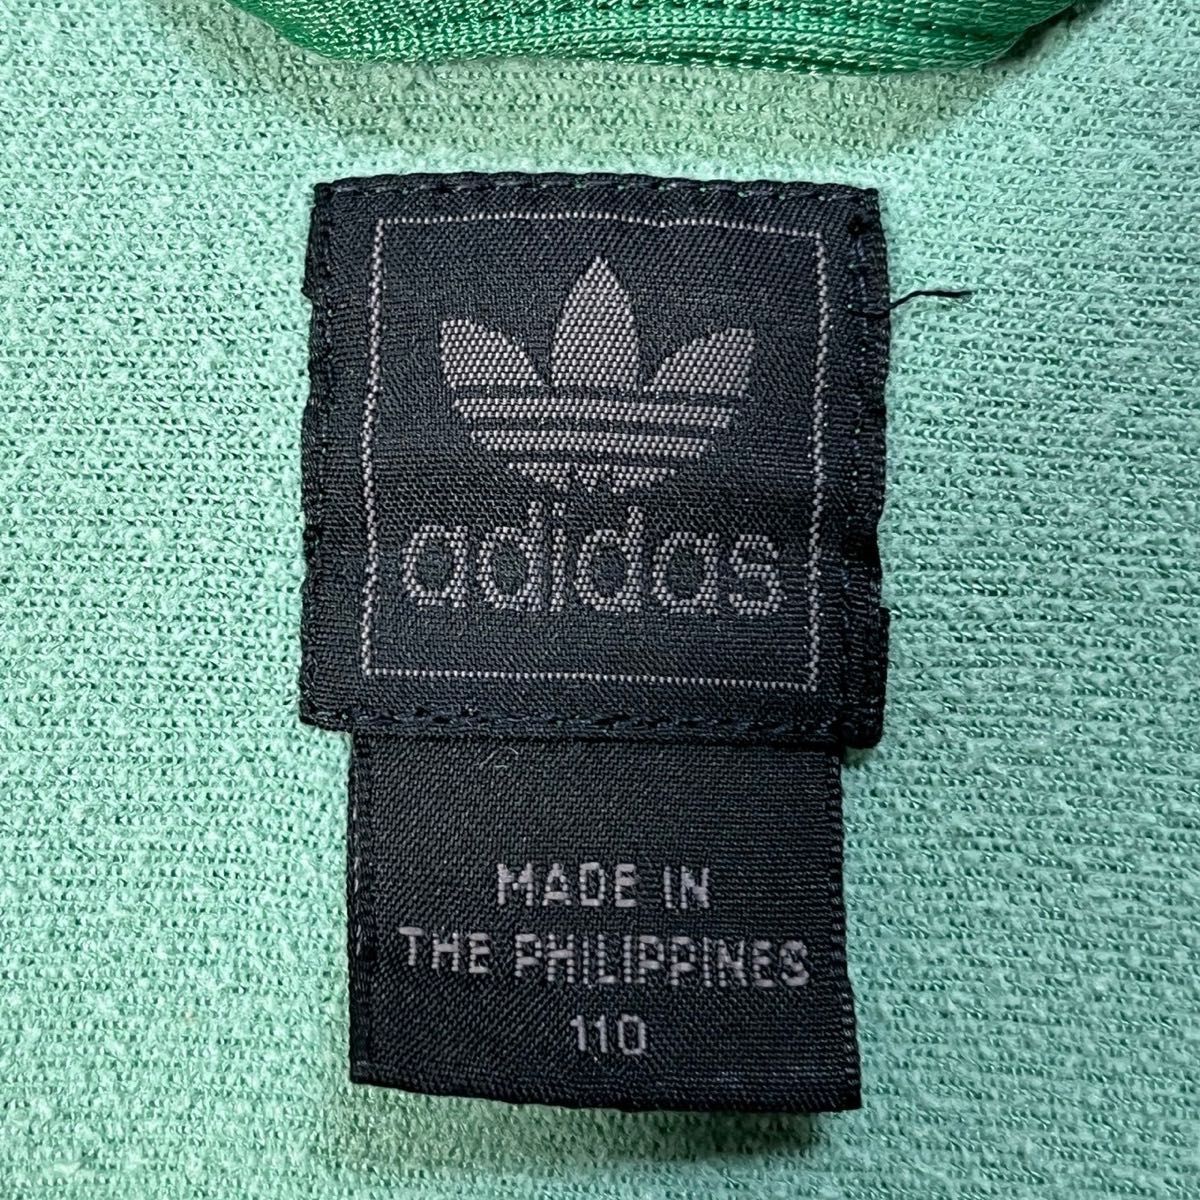 adidas
MADE IN
THE PHILIPPINES
110